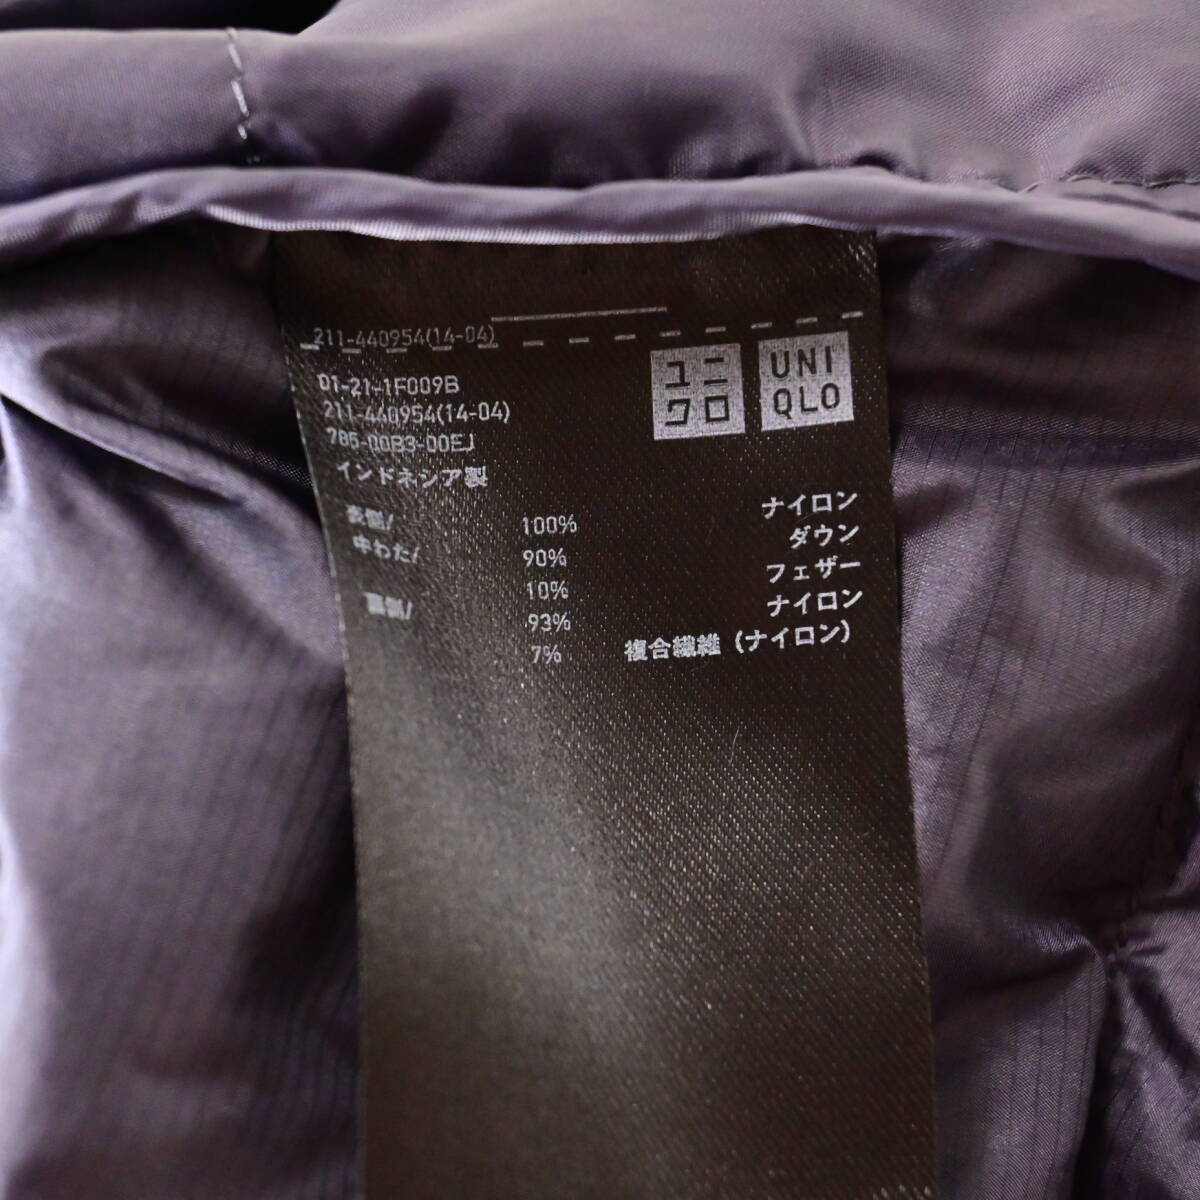 211-440954(14-04)
ユニ
クロ
UNI
QLO
01-21-1F009B
211-440954(14-04)
785-00B3-00EJ
インドネシア製
表側/ 100% ナイロン
中わた/ 90% ダウン
10% フェザー
裏側/ 93% ナイロン
7% 複合繊維(ナイロン)